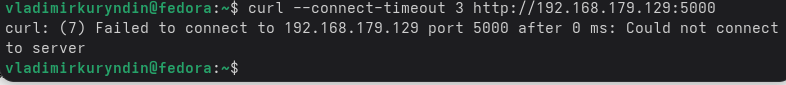 vladimirkuryndin@fedora:~$ curl --connect-timeout 3 http://192.168.179.129:5000
curl: (7) Failed to connect to 192.168.179.129 port 5000 after 0 ms: Could not connect
to server
vladimirkuryndin@fedora:~$